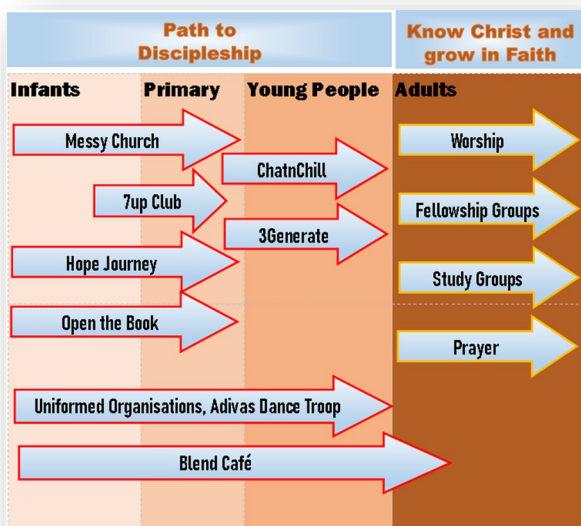 Path to
Discipleship
Know Christ and
grow in Faith
Infants
Primary
Young People
Adults
Messy Church
ChatnChill
Worship
7up Club
Fellowship Groups
3Generate
Hope Journey
Study Groups
Open the Book
Prayer
Uniformed Organisations, Adivas Dance Troop
Blend Café